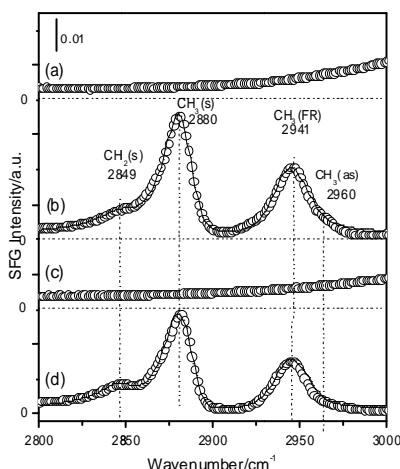 0.01
(a)
0
CH3(s)
2880
CH3(FR)
2941
CH2(s)
2849
CH3(as)
2960
(b)
0
(c)
0
(d)
0
SFG Intensity/a.u.
2800 2850 2900 2950 3000
Wavenumber/cm-1